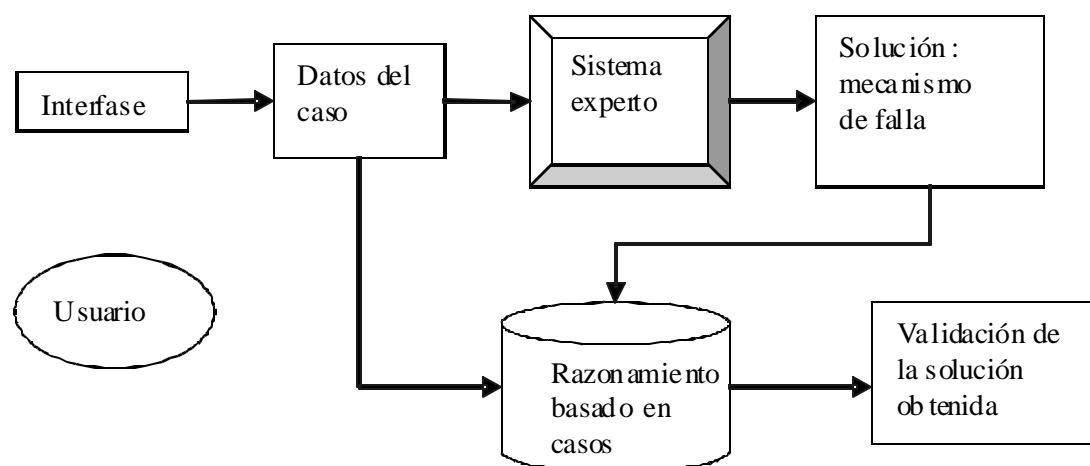 Interfase
Datos del
caso
Sistema
experto
Solución:
mecanismo
de falla
Usuario
Razonamiento
basado en
casos
Validación de
la solución
obtenida